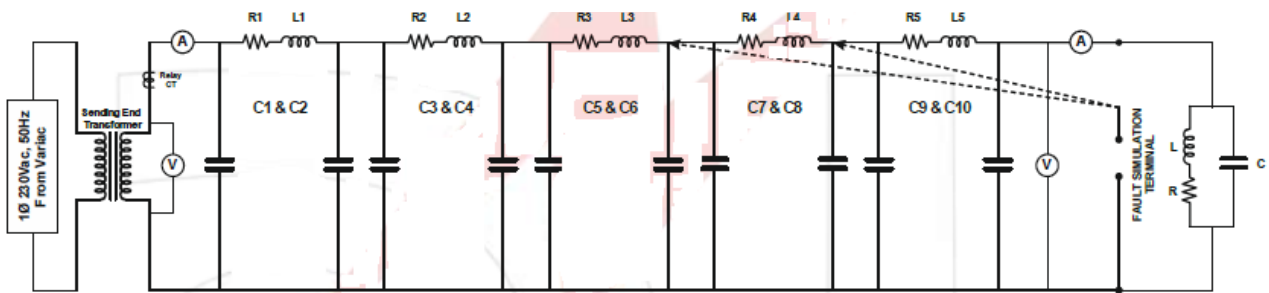 R1 L1 R2 L2 R3 L3 R4 L4 R5 L5
A
A
Relay
CT
Sending End
Transformer
C1 & C2
C3 & C4
C5 & C6
C7 & C8
C9 & C10
1Ø 230Vac, 50Hz
From Variac
V
V
FAULT SIMULATION
TERMINAL
L
R
C